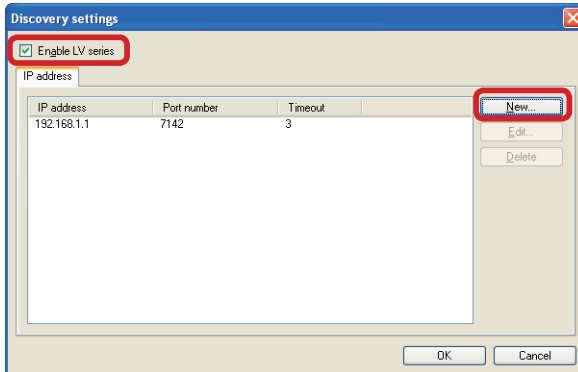 Discovery settings
Enable LV series
IP address
IP address Port number Timeout
192.168.1.1 7142 3
New...
Edit...
Delete
OK Cancel